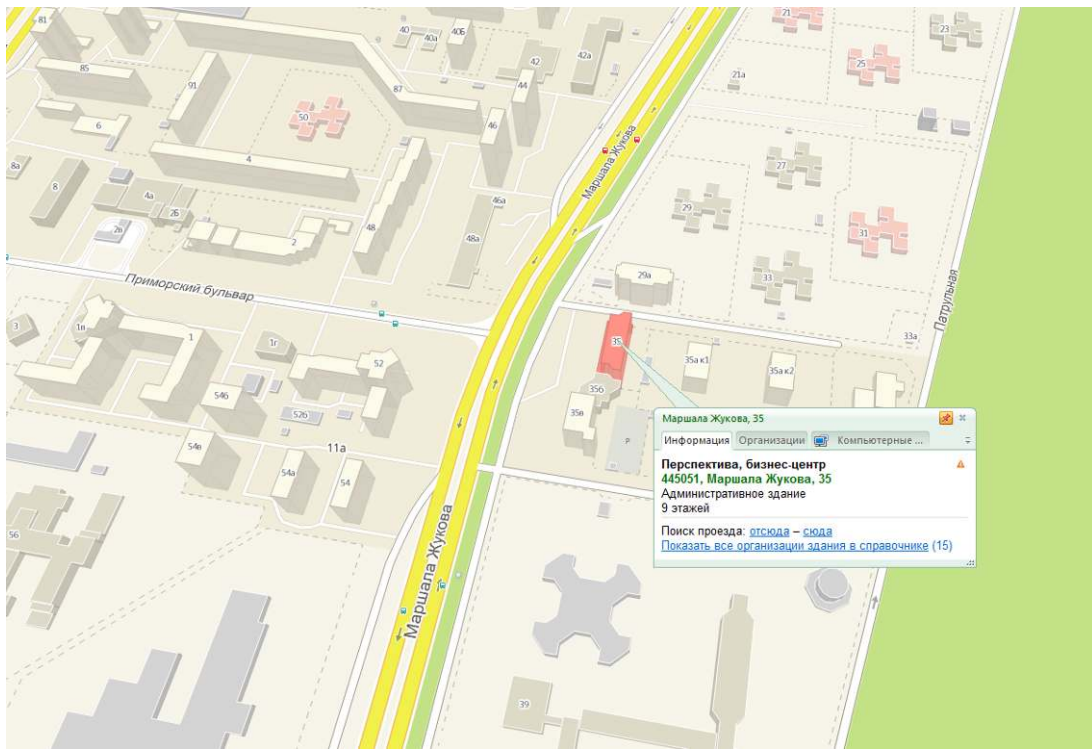 81
85
91
6
8а
8
4а
2Б
2в
4
50
2
87
40
40а
40Б
42
42а
44
46
46а
48
48а
Маршала Жукова
21
21а
23
25
27
29
31
33
33а
29а
Патрульная
Приморский бульвар
3
1в
1
1г
52
52б
54б
54в
54а
54
11а
56
Маршала Жукова
35
35б
35в
35а к1
35а к2
P
39
Маршала Жукова, 35
Информация Организации Компьютерные ...
Перспектива, бизнес-центр
445051, Маршала Жукова, 35
Административное здание
9 этажей
Поиск проезда: отсюда – сюда
Показать все организации здания в справочнике (15)